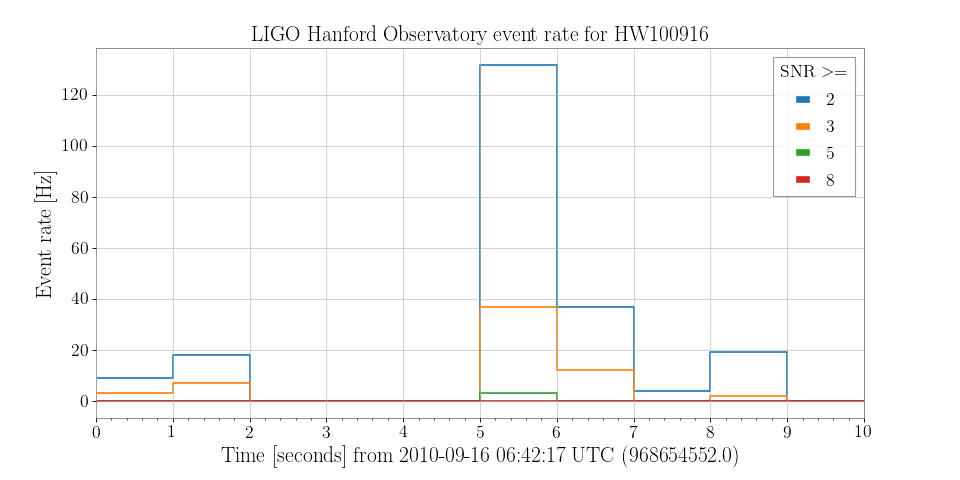 LIGO Hanford Observatory event rate for HW100916
SNR >=
2
3
5
8
Event rate [Hz]
120
100
80
60
40
20
0
0 1 2 3 4 5 6 7 8 9 10
Time [seconds] from 2010-09-16 06:42:17 UTC (968654552.0)